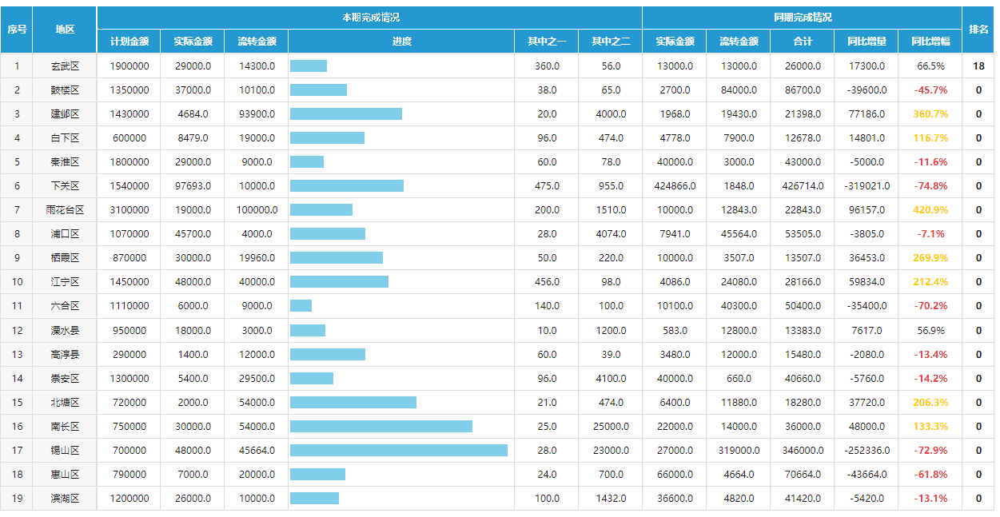 序号 地区 本期完成情况 同期完成情况 排名
计划金额 实际金额 流转金额 进度 其中之一 其中之二 实际金额 流转金额 合计 同比增量 同比增幅
1 玄武区 1900000 29000.0 14300.0 360.0 56.0 13000.0 13000.0 26000.0 17300.0 66.5% 18
2 鼓楼区 1350000 37000.0 10100.0 38.0 65.0 2700.0 84000.0 86700.0 -39600.0 -45.7% 0
3 建邺区 1430000 4684.0 93900.0 20.0 4000.0 1968.0 19430.0 21398.0 77186.0 360.7% 0
4 白下区 600000 8479.0 19000.0 96.0 474.0 4778.0 7900.0 12678.0 14801.0 116.7% 0
5 秦淮区 1800000 29000.0 9000.0 60.0 78.0 40000.0 3000.0 43000.0 -5000.0 -11.6% 0
6 下关区 1540000 97693.0 10000.0 475.0 955.0 424866.0 1848.0 426714.0 -319021.0 -74.8% 0
7 雨花台区 3100000 19000.0 100000.0 200.0 1510.0 10000.0 12843.0 22843.0 96157.0 420.9% 0
8 浦口区 1070000 45700.0 4000.0 28.0 4074.0 7941.0 45564.0 53505.0 -3805.0 -7.1% 0
9 栖霞区 870000 30000.0 19960.0 50.0 220.0 10000.0 3507.0 13507.0 36453.0 269.9% 0
10 江宁区 1450000 48000.0 40000.0 456.0 98.0 4086.0 24080.0 28166.0 59834.0 212.4% 0
11 六合区 1110000 6000.0 9000.0 140.0 100.0 10100.0 40300.0 50400.0 -35400.0 -70.2% 0
12 溧水县 950000 18000.0 3000.0 10.0 1200.0 583.0 12800.0 13383.0 7617.0 56.9% 0
13 高淳县 290000 1400.0 12000.0 60.0 39.0 3480.0 12000.0 15480.0 -2080.0 -13.4% 0
14 崇安区 1300000 5400.0 29500.0 96.0 4100.0 40000.0 660.0 40660.0 -5760.0 -14.2% 0
15 北塘区 720000 2000.0 54000.0 21.0 474.0 6400.0 11880.0 18280.0 37720.0 206.3% 0
16 南长区 750000 30000.0 54000.0 25.0 25000.0 22000.0 14000.0 36000.0 48000.0 133.3% 0
17 锡山区 700000 48000.0 45664.0 28.0 23000.0 27000.0 319000.0 346000.0 -252336.0 -72.9% 0
18 惠山区 790000 7000.0 20000.0 24.0 700.0 66000.0 4664.0 70664.0 -43664.0 -61.8% 0
19 滨湖区 1200000 26000.0 10000.0 100.0 1432.0 36600.0 4820.0 41420.0 -5420.0 -13.1% 0